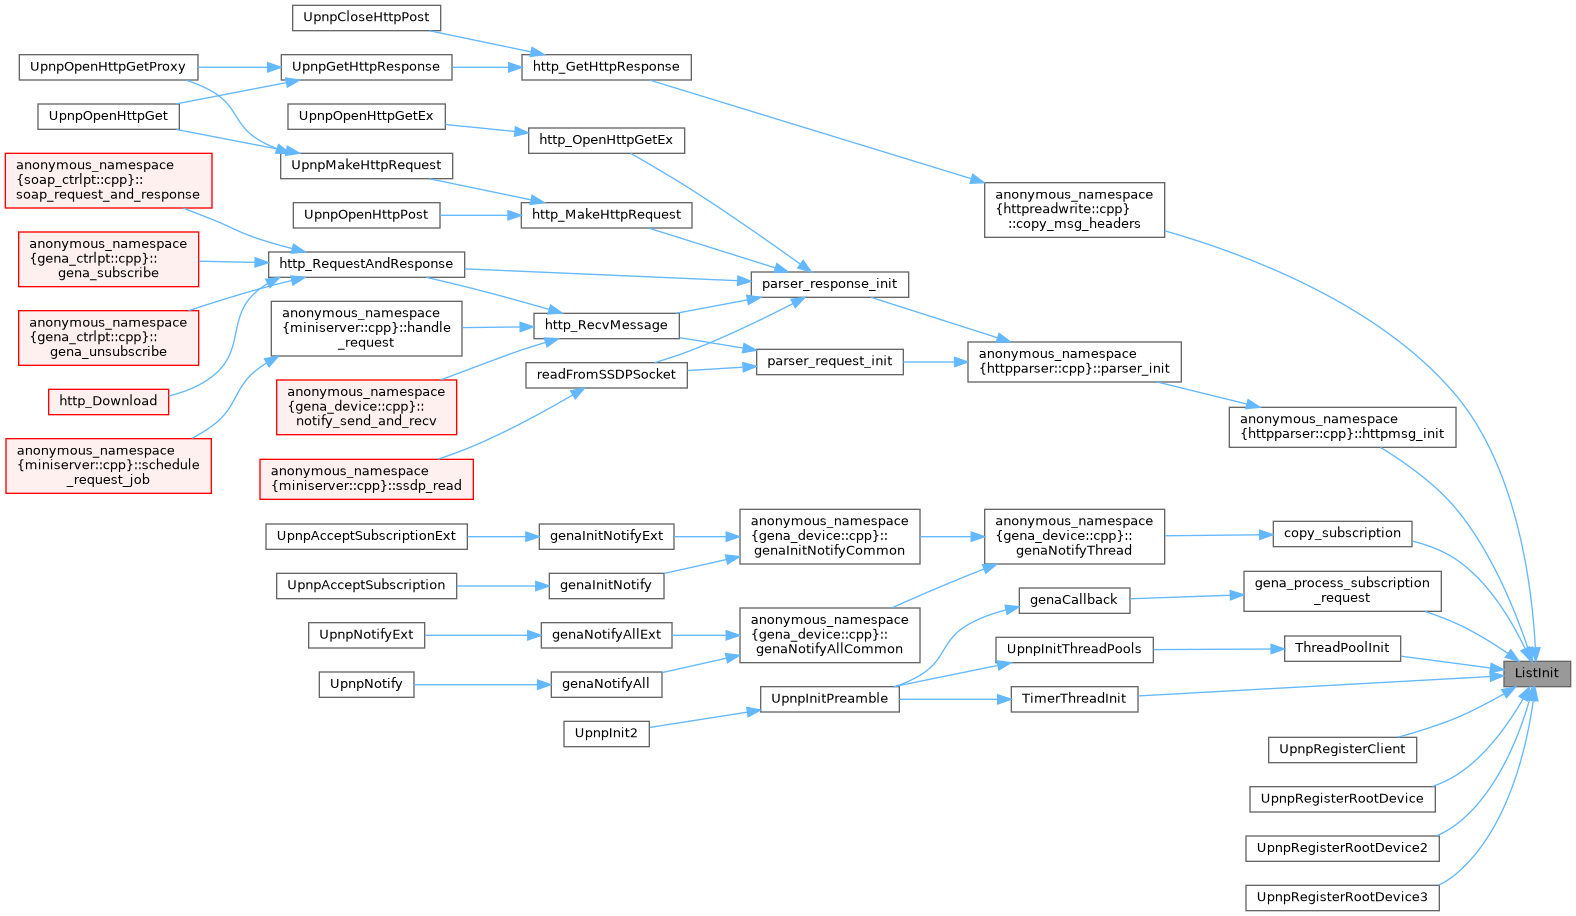 UpnpCloseHttpPost
UpnpOpenHttpGetProxy
UpnpGetHttpResponse
http_GetHttpResponse
UpnpOpenHttpGet
UpnpOpenHttpGetEx
http_OpenHttpGetEx
anonymous_namespace
{soap_ctrlpt::cpp}::
soap_request_and_response
UpnpMakeHttpRequest
anonymous_namespace
{httpreadwrite::cpp}
::copy_msg_headers
UpnpOpenHttpPost
http_MakeHttpRequest
anonymous_namespace
{gena_ctrlpt::cpp}::
gena_subscribe
http_RequestAndResponse
parser_response_init
anonymous_namespace
{gena_ctrlpt::cpp}::
gena_unsubscribe
anonymous_namespace
{miniserver::cpp}::handle
_request
http_RecvMessage
parser_request_init
anonymous_namespace
{httpparser::cpp}::parser_init
readFromSSDPSocket
http_Download
anonymous_namespace
{gena_device::cpp}::
notify_send_and_recv
anonymous_namespace
{httpparser::cpp}::httpmsg_init
anonymous_namespace
{miniserver::cpp}::schedule
_request_job
anonymous_namespace
{miniserver::cpp}::ssdp_read
UpnpAcceptSubscriptionExt
genaInitNotifyExt
anonymous_namespace
{gena_device::cpp}::
genaInitNotifyCommon
anonymous_namespace
{gena_device::cpp}::
genaNotifyThread
copy_subscription
UpnpAcceptSubscription
genaInitNotify
genaCallback
gena_process_subscription
_request
UpnpNotifyExt
genaNotifyAllExt
anonymous_namespace
{gena_device::cpp}::
genaNotifyAllCommon
UpnpInitThreadPools
ThreadPoolInit
ListInit
UpnpNotify
genaNotifyAll
UpnpInitPreamble
TimerThreadInit
UpnpInit2
UpnpRegisterClient
UpnpRegisterRootDevice
UpnpRegisterRootDevice2
UpnpRegisterRootDevice3